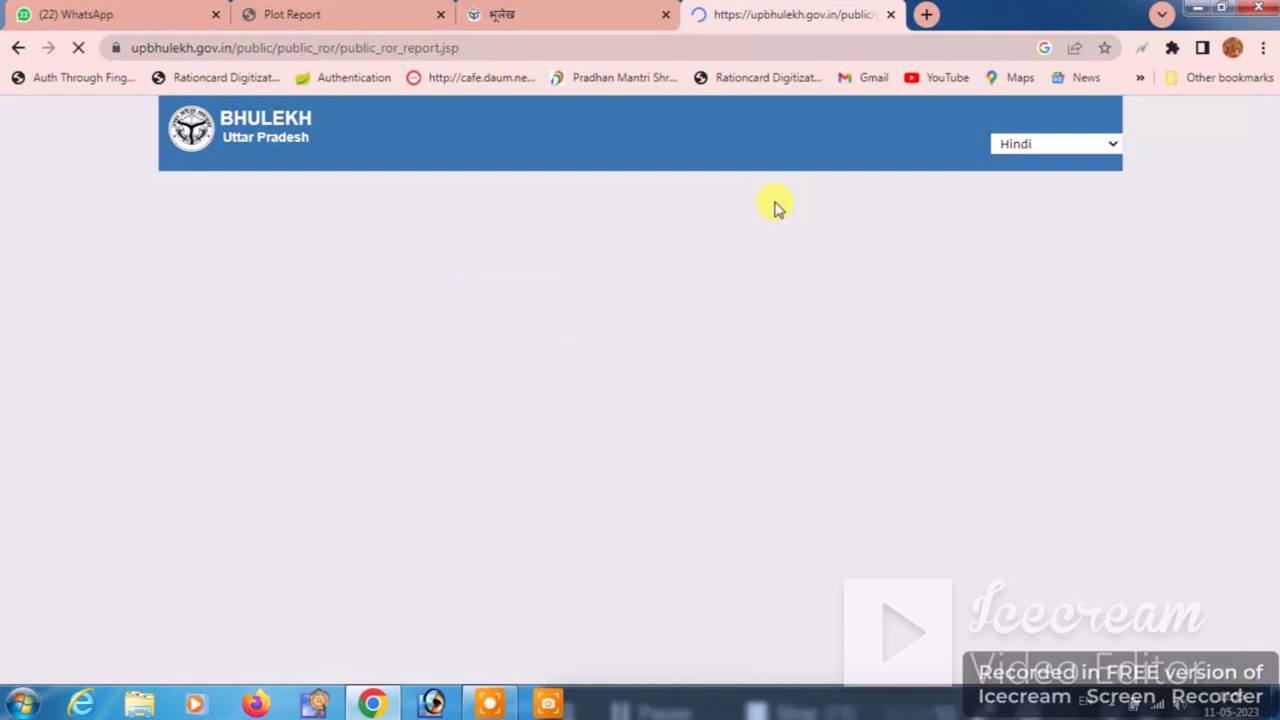 (22) WhatsApp
Plot Report
भूलेख
https://upbhulekh.gov.in/public/
upbhulekh.gov.in/public/public_ror/public_ror_report.jsp
Auth Through Fing...
Rationcard Digitizat...
Authentication
http://cafe.daum.ne...
Pradhan Mantri Shr...
Rationcard Digitizat...
Gmail
YouTube
Maps
News
»
Other bookmarks
BHULEKH
Uttar Pradesh
Hindi
Icecream
Video Editor
Recorded in FREE version of
Icecream Screen Recorder
11-05-2023